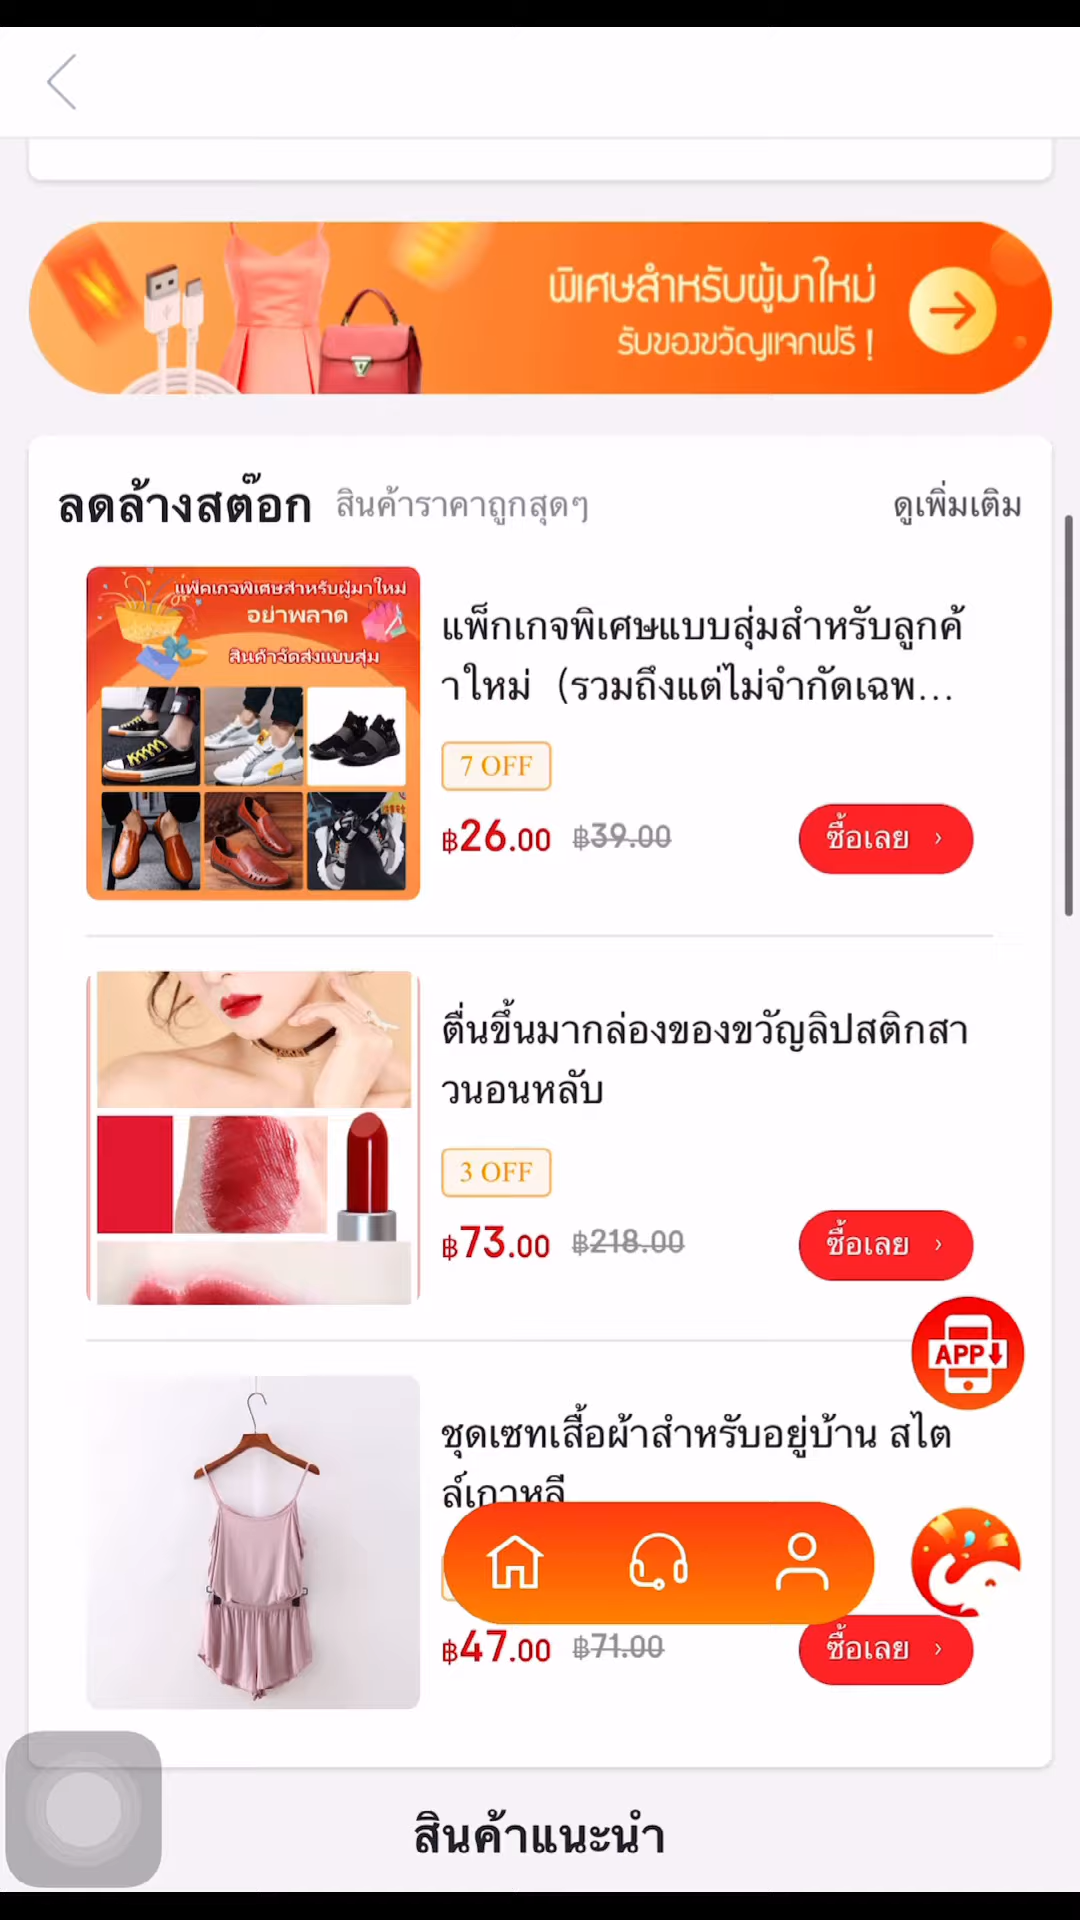 พิเศษสำหรับผู้มาใหม่
รับของขวัญแจกฟรี !
ลดล้างสต๊อก สินค้าราคาถูกสุดๆ ดูเพิ่มเติม
แพ็คเกจพิเศษสำหรับผู้มาใหม่
อย่าพลาด
สินค้าจัดส่งแบบสุ่ม
แพ็กเกจพิเศษแบบสุ่มสำหรับลูกค้
าใหม่ (รวมถึงแต่ไม่จำกัดเฉพ...
7 OFF
฿26.00 ฿39.00 ซื้อเลย ›
ตื่นขึ้นมากล่องของขวัญลิปสติกสา
วนอนหลับ
3 OFF
฿73.00 ฿218.00 ซื้อเลย ›
APP
ชุดเซทเสื้อผ้าสำหรับอยู่บ้าน สไต
ล์เกาหลี
฿47.00 ฿71.00 ซื้อเลย ›
สินค้าแนะนำ